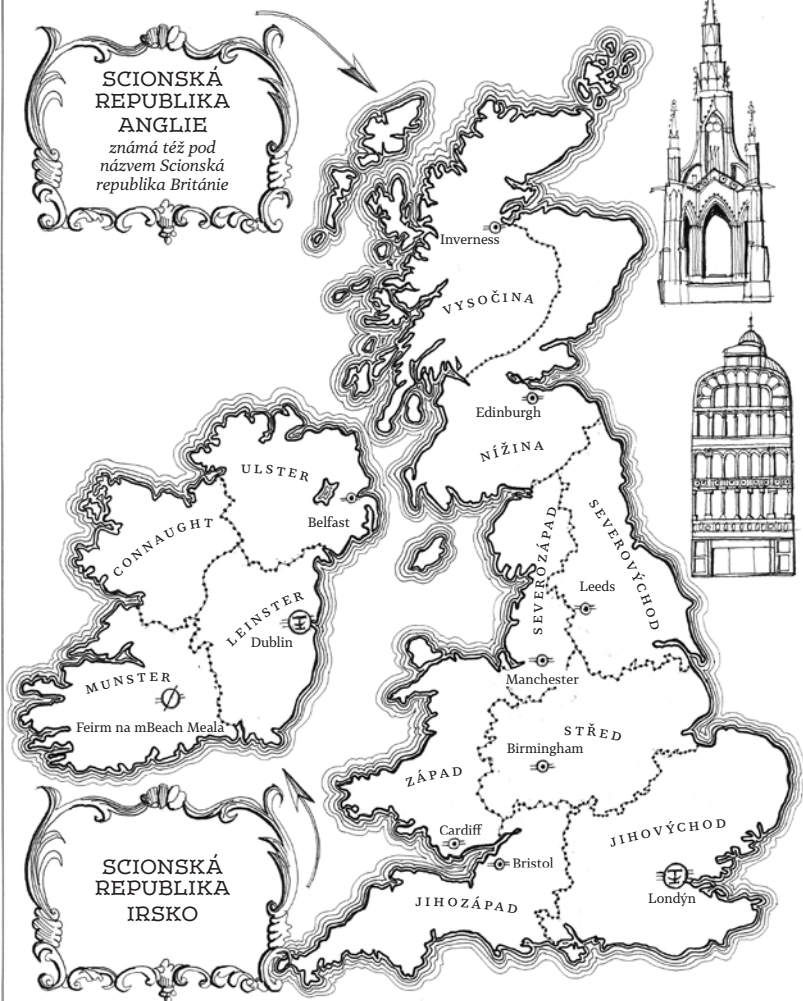 SCIONSKÁ
REPUBLIKA
ANGLIE
známá též pod
názvem Scionská
republika Británie
Inverness
VYSOČINA
Edinburgh
NÍŽINA
ULSTER
Belfast
CONNAUGHT
SEVEROZÁPAD
SEVEROVÝCHOD
Leeds
LEINSTER
Dublin
Manchester
MUNSTER
Feirm na mBeach Meala
STŘED
Birmingham
ZÁPAD
Cardiff
JIHOVÝCHOD
Bristol
Londýn
JIHOZÁPAD
SCIONSKÁ
REPUBLIKA
IRSKO